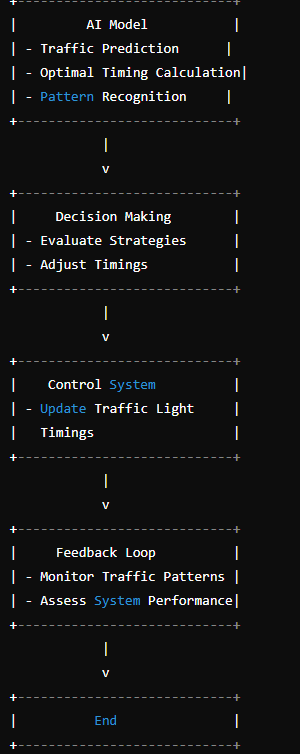 +---------------------------+
|         AI Model          |
| - Traffic Prediction      |
| - Optimal Timing Calculation|
| - Pattern Recognition     |
+---------------------------+
|
v
+---------------------------+
|     Decision Making       |
| - Evaluate Strategies     |
| - Adjust Timings          |
+---------------------------+
|
v
+---------------------------+
|    Control System         |
| - Update Traffic Light    |
|   Timings                 |
+---------------------------+
|
v
+---------------------------+
|     Feedback Loop         |
| - Monitor Traffic Patterns |
| - Assess System Performance|
+---------------------------+
|
v
+---------------------------+
|          End              |
+---------------------------+